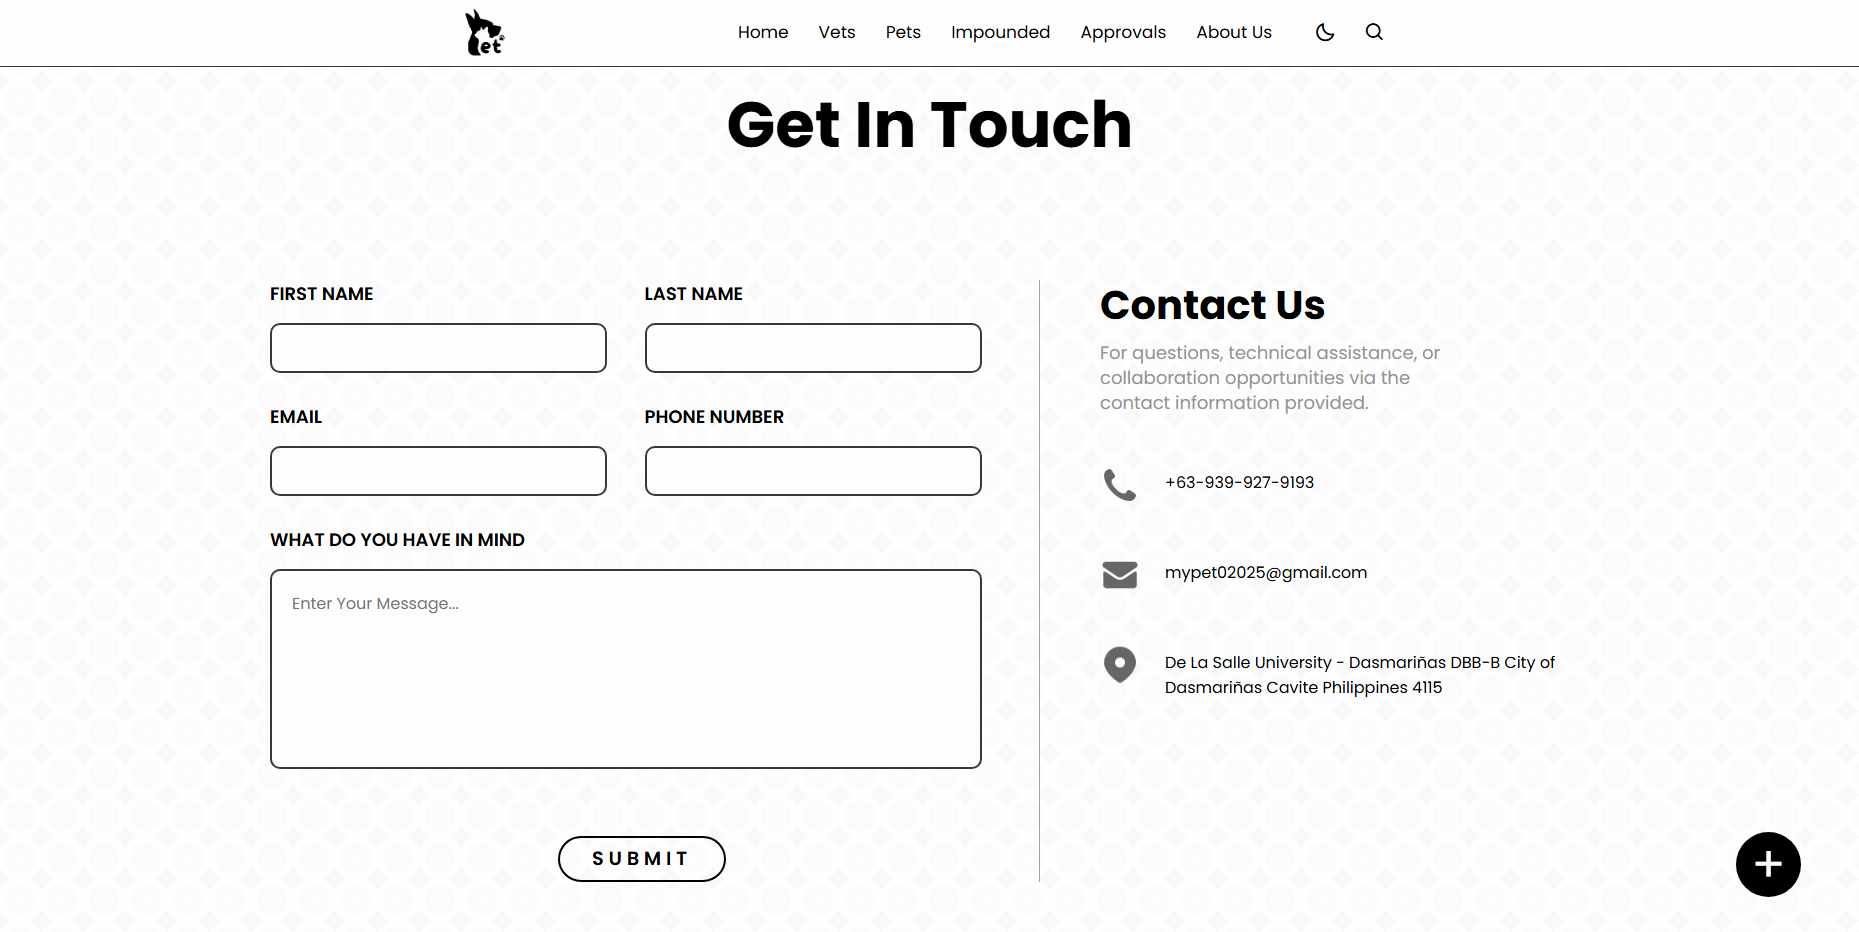 et
Home Vets Pets Impounded Approvals About Us
Get In Touch
FIRST NAME
LAST NAME
EMAIL
PHONE NUMBER
WHAT DO YOU HAVE IN MIND
Enter Your Message...
SUBMIT
Contact Us
For questions, technical assistance, or
collaboration opportunities via the
contact information provided.
+63-939-927-9193
mypet02025@gmail.com
De La Salle University - Dasmariñas DBB-B City of
Dasmariñas Cavite Philippines 4115